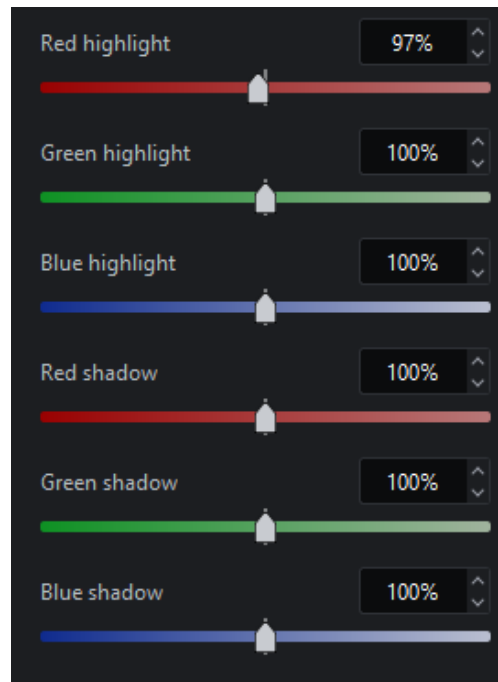 Red highlight 97%
Green highlight 100%
Blue highlight 100%
Red shadow 100%
Green shadow 100%
Blue shadow 100%